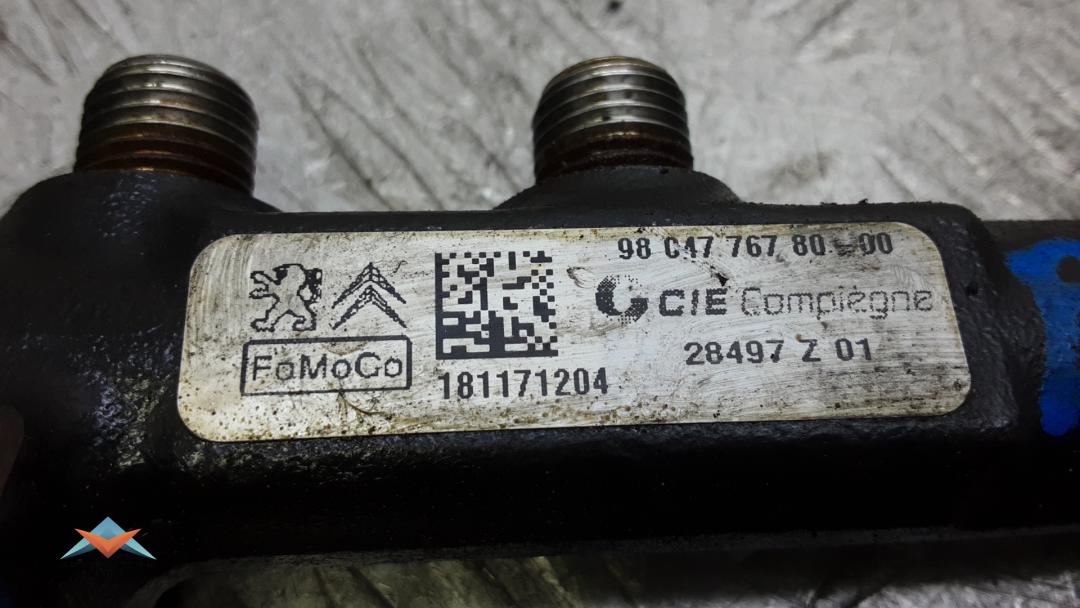 98 047 767 80 - 00
CIE Compiègne
28497 Z 01
FoMoCo
181171204